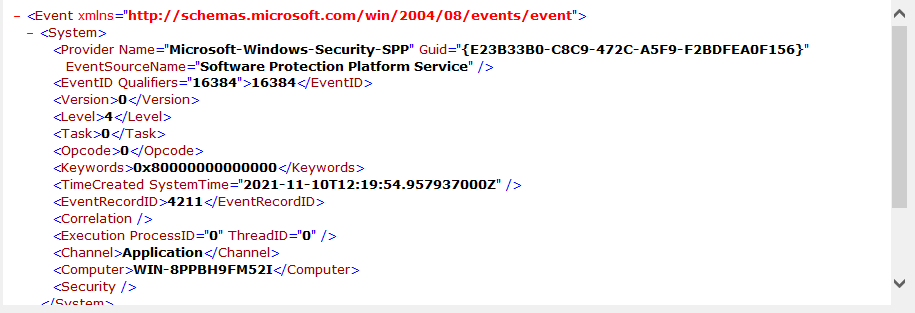 - <Event xmlns="http://schemas.microsoft.com/win/2004/08/events/event">
- <System>
<Provider Name="Microsoft-Windows-Security-SPP" Guid="{E23B33B0-C8C9-472C-A5F9-F2BDFEA0F156}"
EventSourceName="Software Protection Platform Service" />
<EventID Qualifiers="16384">16384</EventID>
<Version>0</Version>
<Level>4</Level>
<Task>0</Task>
<Opcode>0</Opcode>
<Keywords>0x80000000000000</Keywords>
<TimeCreated SystemTime="2021-11-10T12:19:54.957937000Z" />
<EventRecordID>4211</EventRecordID>
<Correlation />
<Execution ProcessID="0" ThreadID="0" />
<Channel>Application</Channel>
<Computer>WIN-8PPBH9FM52I</Computer>
<Security />
</System>